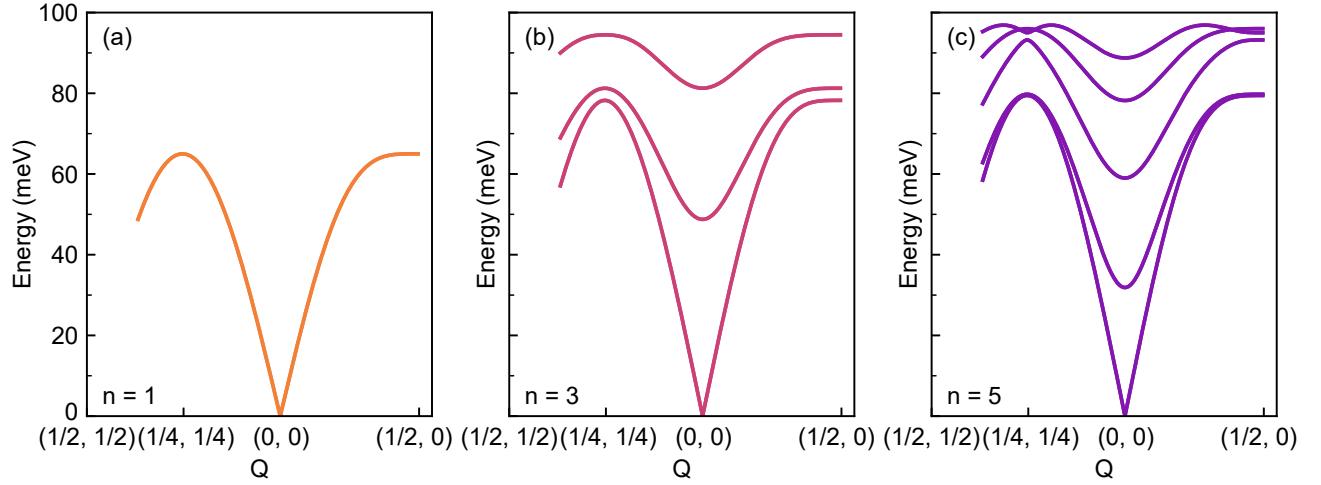 (a)
100
80
60
40
20
0
Energy (meV)
n = 1
(1/2, 1/2)
(1/4, 1/4)
(0, 0)
(1/2, 0)
Q
(b)
Energy (meV)
n = 3
(1/2, 1/2)
(1/4, 1/4)
(0, 0)
(1/2, 0)
Q
(c)
Energy (meV)
n = 5
(1/2, 1/2)
(1/4, 1/4)
(0, 0)
(1/2, 0)
Q